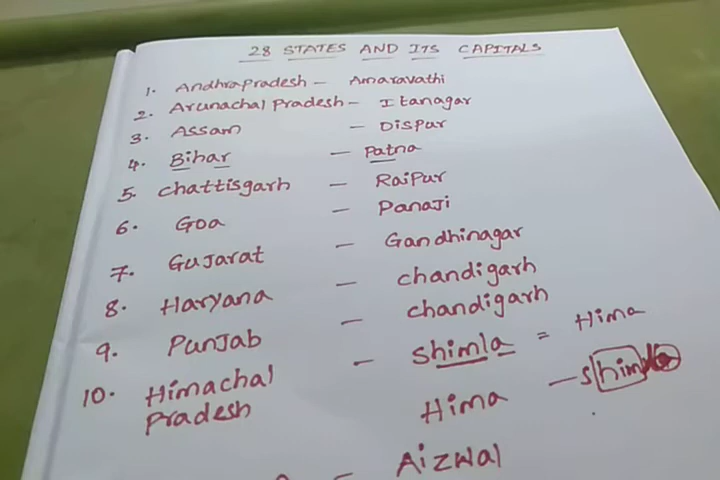 28 STATES AND ITS CAPITALS
1. AndhraPradesh - Amaravathi
2. Arunachal Pradesh - Itanagar
3. Assam - Dispur
4. Bihar - Patna
5. Chattisgarh - Raipur
6. Goa - Panaji
7. Gujarat - Gandhinagar
8. Haryana - chandigarh
9. Punjab - chandigarh
10. Himachal Pradesh - Shimla = Hima
Hima - Shimla
- Aizwal